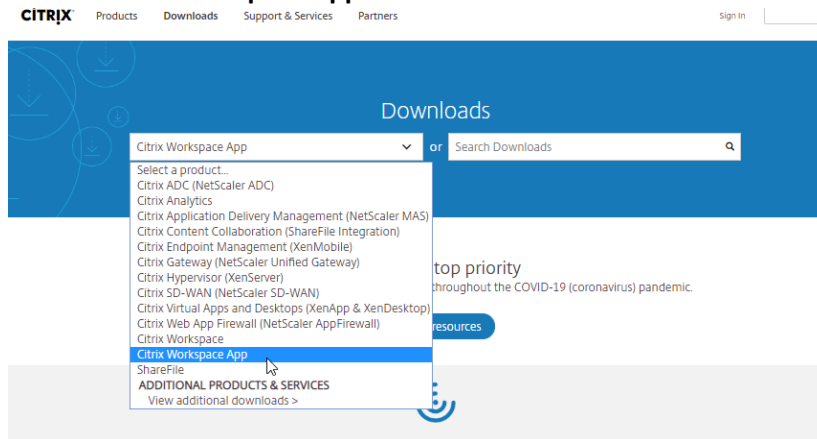 CİTRİX Products Downloads Support & Services Partners Sign In
Downloads
Citrix Workspace App or Search Downloads
Select a product...
Citrix ADC (NetScaler ADC)
Citrix Analytics
Citrix Application Delivery Management (NetScaler MAS)
Citrix Content Collaboration (ShareFile Integration)
Citrix Endpoint Management (XenMobile)
Citrix Gateway (NetScaler Unified Gateway)
Citrix Hypervisor (XenServer)
Citrix SD-WAN (NetScaler SD-WAN)
Citrix Virtual Apps and Desktops (XenApp & XenDesktop)
Citrix Web App Firewall (NetScaler AppFirewall)
Citrix Workspace
Citrix Workspace App
ShareFile
ADDITIONAL PRODUCTS & SERVICES
View additional downloads >
top priority
throughout the COVID-19 (coronavirus) pandemic.
resources